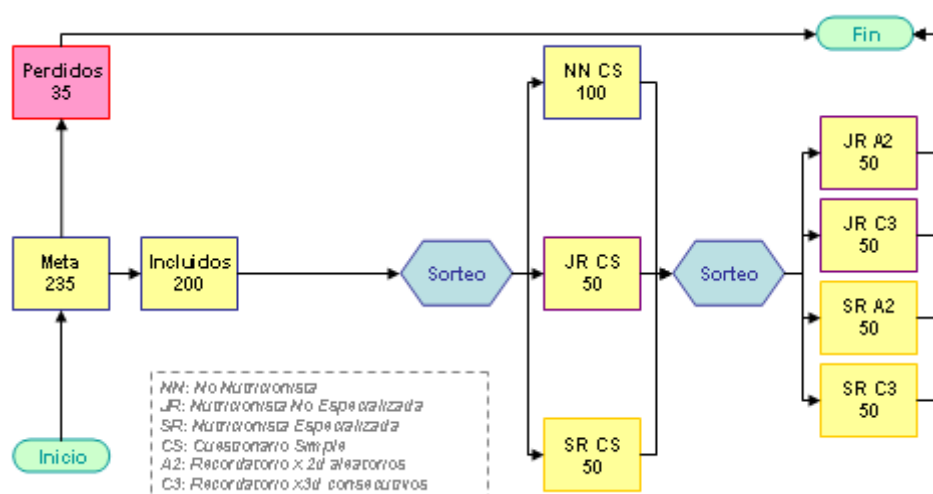 Fin
Perdidos
35
NN CS
100
JR A2
50
JR C3
50
Meta
235
Incluidos
200
Sorteo
JR CS
50
Sorteo
SR A2
50
SR C3
50
NN: No Nutricionista
JR: Nutricionista No Especializada
SR: Nutricionista Especializada
CS: Cuestionario Simple
A2: Recordatorio x 2d aleatorios
C3: Recordatorio x3d consecutivos
SR CS
50
Inicio